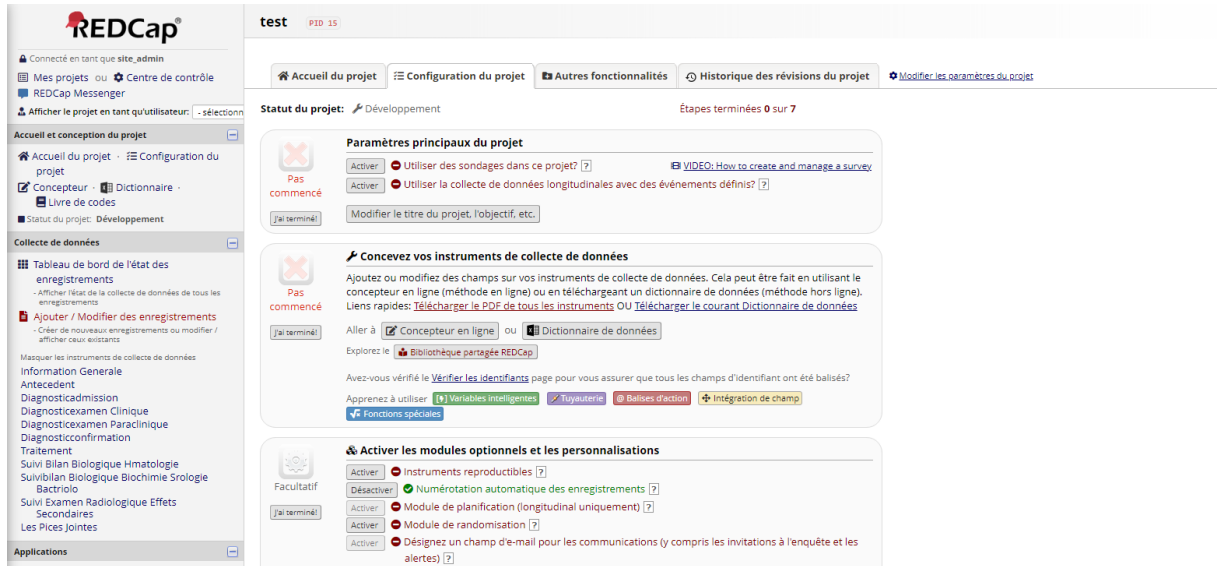 REDCap
test PID 15
Connecté en tant que site_admin
Mes projets ou Centre de contrôle
REDCap Messenger
Afficher le projet en tant qu'utilisateur: - sélectionn
Accueil et conception du projet
Accueil du projet · Configuration du
projet
Concepteur · Dictionnaire ·
Livre de codes
Statut du projet: Développement
Collecte de données
Tableau de bord de l'état des
enregistrements
- Afficher l'état de la collecte de données de tous les
enregistrements
Ajouter / Modifier des enregistrements
- Créer de nouveaux enregistrements ou modifier /
afficher ceux existants
Masquer les instruments de collecte de données
Information Generale
Antecedent
Diagnosticadmission
Diagnosticexamen Clinique
Diagnosticexamen Paraclinique
Diagnosticconfirmation
Traitement
Suivi Bilan Biologique Hmatologie
Suivibilan Biologique Biochimie Srologie
Bactriolo
Suivi Examen Radiologique Effets
Secondaires
Les Pices Jointes
Applications
Accueil du projet Configuration du projet Autres fonctionnalités Historique des révisions du projet Modifier les paramètres du projet
Statut du projet: Développement Étapes terminées 0 sur 7
Pas
commencé
J'ai terminé!
Paramètres principaux du projet
Activer Utiliser des sondages dans ce projet? ? VIDEO: How to create and manage a survey
Activer Utiliser la collecte de données longitudinales avec des événements définis? ?
Modifier le titre du projet, l'objectif, etc.
Pas
commencé
J'ai terminé!
Concevez vos instruments de collecte de données
Ajoutez ou modifiez des champs sur vos instruments de collecte de données. Cela peut être fait en utilisant le
concepteur en ligne (méthode en ligne) ou en téléchargeant un dictionnaire de données (méthode hors ligne).
Liens rapides: Télécharger le PDF de tous les instruments OU Télécharger le courant Dictionnaire de données
Aller à Concepteur en ligne ou Dictionnaire de données
Explorez le Bibliothèque partagée REDCap
Avez-vous vérifié le Vérifier les identifiants page pour vous assurer que tous les champs d'identifiant ont été balisés?
Apprenez à utiliser Variables intelligentes Tuyauterie @ Balises d'action Intégration de champ
Fonctions spéciales
Facultatif
J'ai terminé!
Activer les modules optionnels et les personnalisations
Activer Instruments reproductibles ?
Désactiver Numérotation automatique des enregistrements ?
Activer Module de planification (longitudinal uniquement) ?
Activer Module de randomisation ?
Activer Désignez un champ d'e-mail pour les communications (y compris les invitations à l'enquête et les
alertes) ?